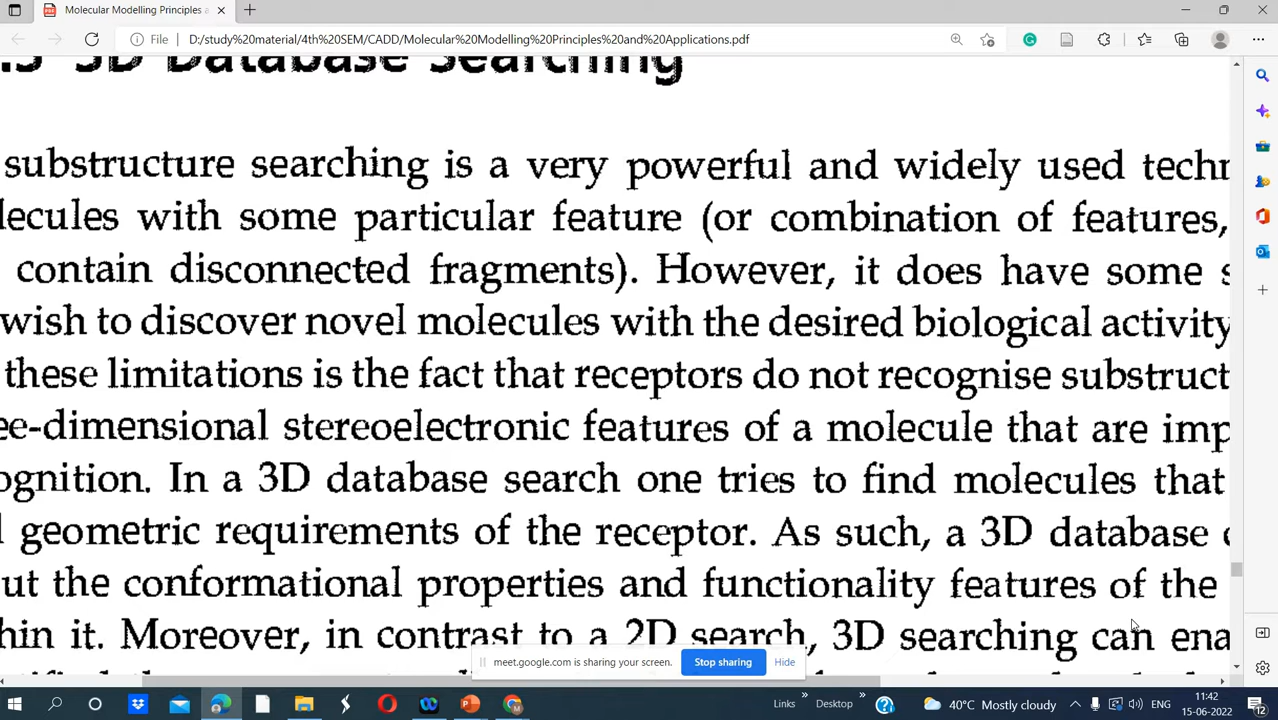 Molecular Modelling Principles a
File
D:/study%20material/4th%20SEM/CADD/Molecular%20Modelling%20Principles%20and%20Applications.pdf
3D Database Searching
substructure searching is a very powerful and widely used techn
lecules with some particular feature (or combination of features,
contain disconnected fragments). However, it does have some s
wish to discover novel molecules with the desired biological activity
these limitations is the fact that receptors do not recognise substruct
ee-dimensional stereoelectronic features of a molecule that are imp
ognition. In a 3D database search one tries to find molecules that
l geometric requirements of the receptor. As such, a 3D database
ut the conformational properties and functionality features of the
hin it. Moreover, in contrast to a 2D search, 3D searching can ena
meet.google.com is sharing your screen.
Stop sharing
Hide
Links
Desktop
40°C Mostly cloudy
ENG
11:42
15-06-2022
12